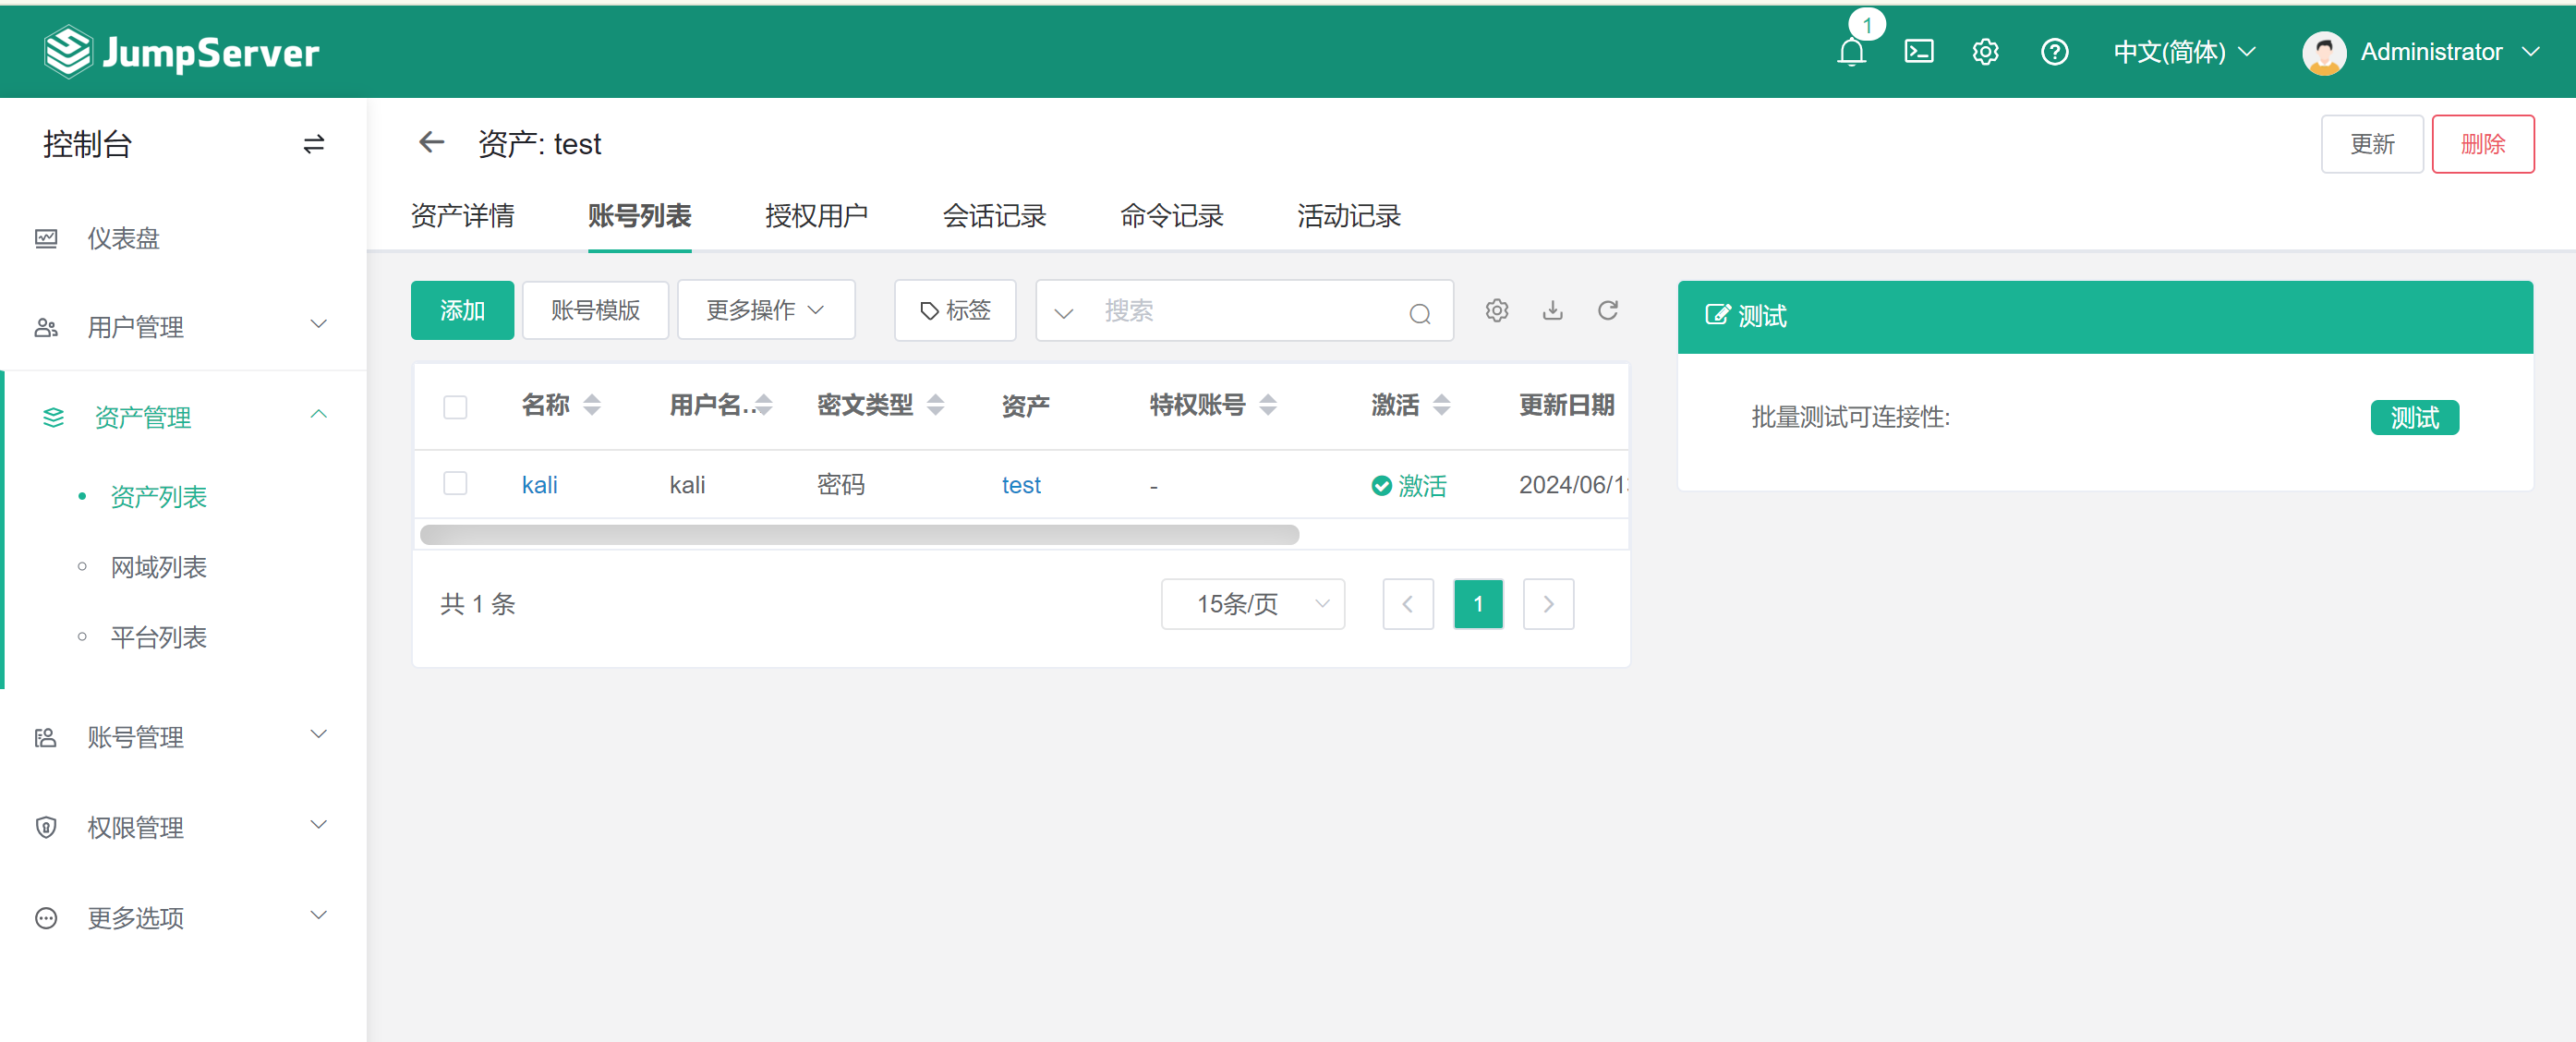 1
JumpServer
中文(简体)
Administrator
控制台
资产: test
更新
删除
资产详情
账号列表
授权用户
会话记录
命令记录
活动记录
仪表盘
用户管理
资产管理
资产列表
网域列表
平台列表
账号管理
权限管理
更多选项
添加
账号模版
更多操作
标签
搜索
名称
用户名..
密文类型
资产
特权账号
激活
更新日期
kali
kali
密码
test
-
激活
2024/06/1
共 1 条
15条/页
1
测试
批量测试可连接性:
测试